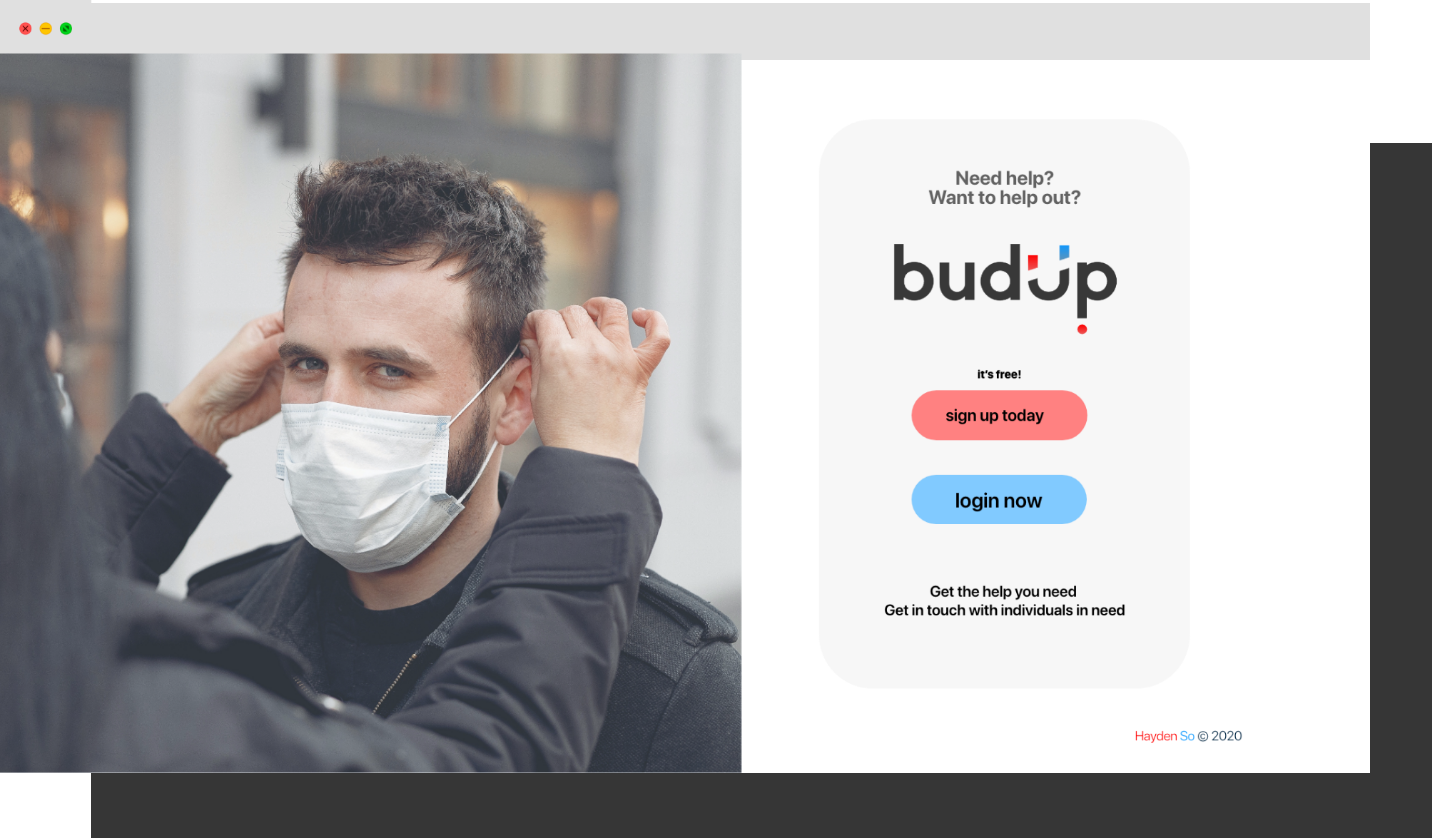 Need help?
Want to help out?
budUp
it's free!
sign up today
login now
Get the help you need
Get in touch with individuals in need
Hayden So © 2020